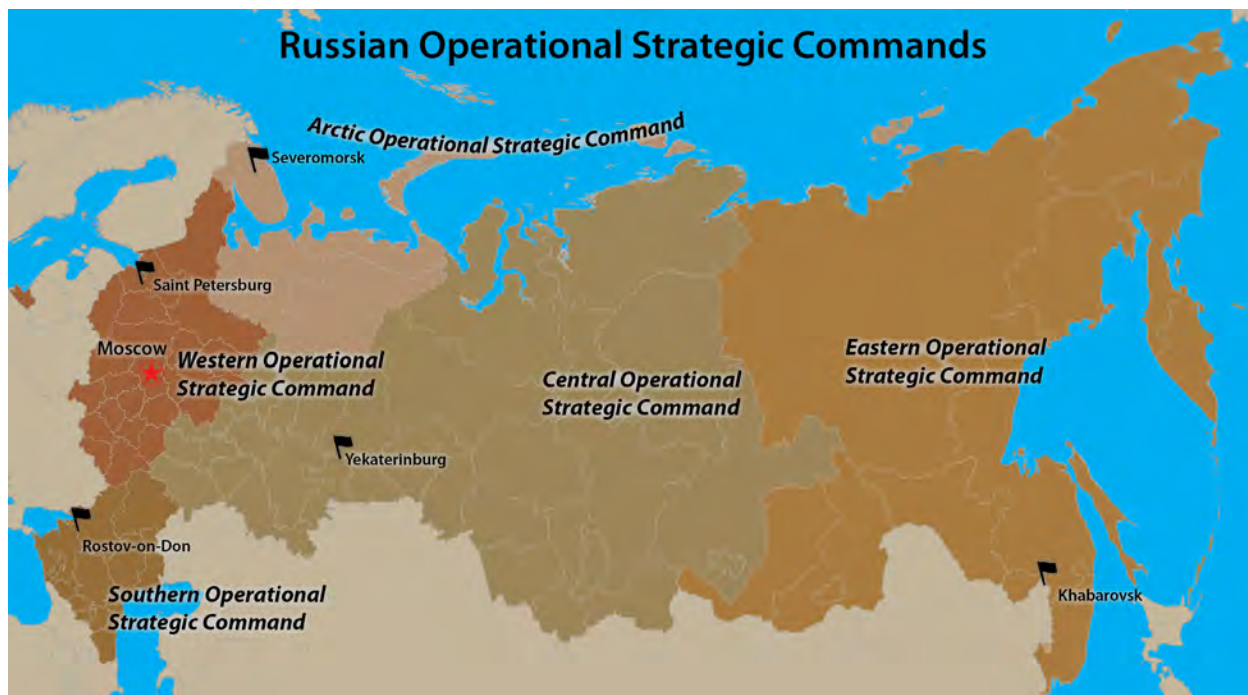 Russian Operational Strategic Commands
Arctic Operational Strategic Command
Severomorsk
Saint Petersburg
Moscow
Western Operational
Strategic Command
Eastern Operational
Strategic Command
Central Operational
Strategic Command
Yekaterinburg
Rostov-on-Don
Southern Operational
Strategic Command
Khabarovsk